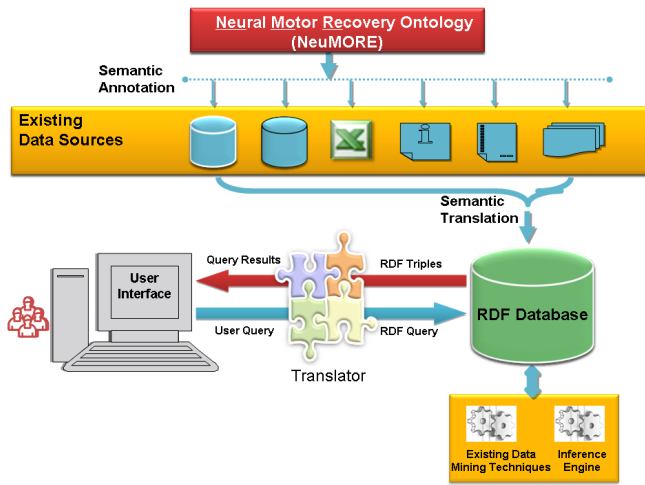 Neural Motor Recovery Ontology
(NeuMORE)
Semantic
Annotation
Existing
Data Sources
i
Semantic
Translation
Query Results
RDF Triples
User
Interface
RDF Database
User Query
RDF Query
Translator
Existing Data
Mining Techniques
Inference
Engine